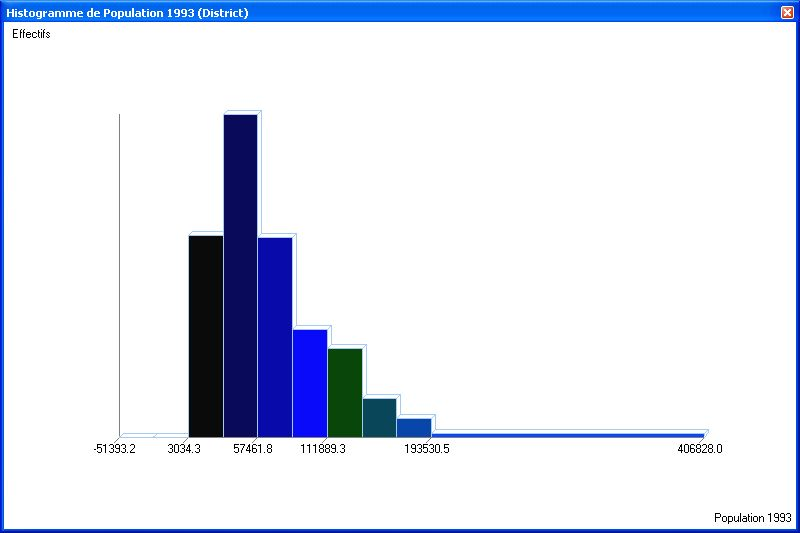 Histogramme de Population 1993 (District)
Effectifs
-51393.2 3034.3 57461.8 111889.3 193530.5 406828.0
Population 1993